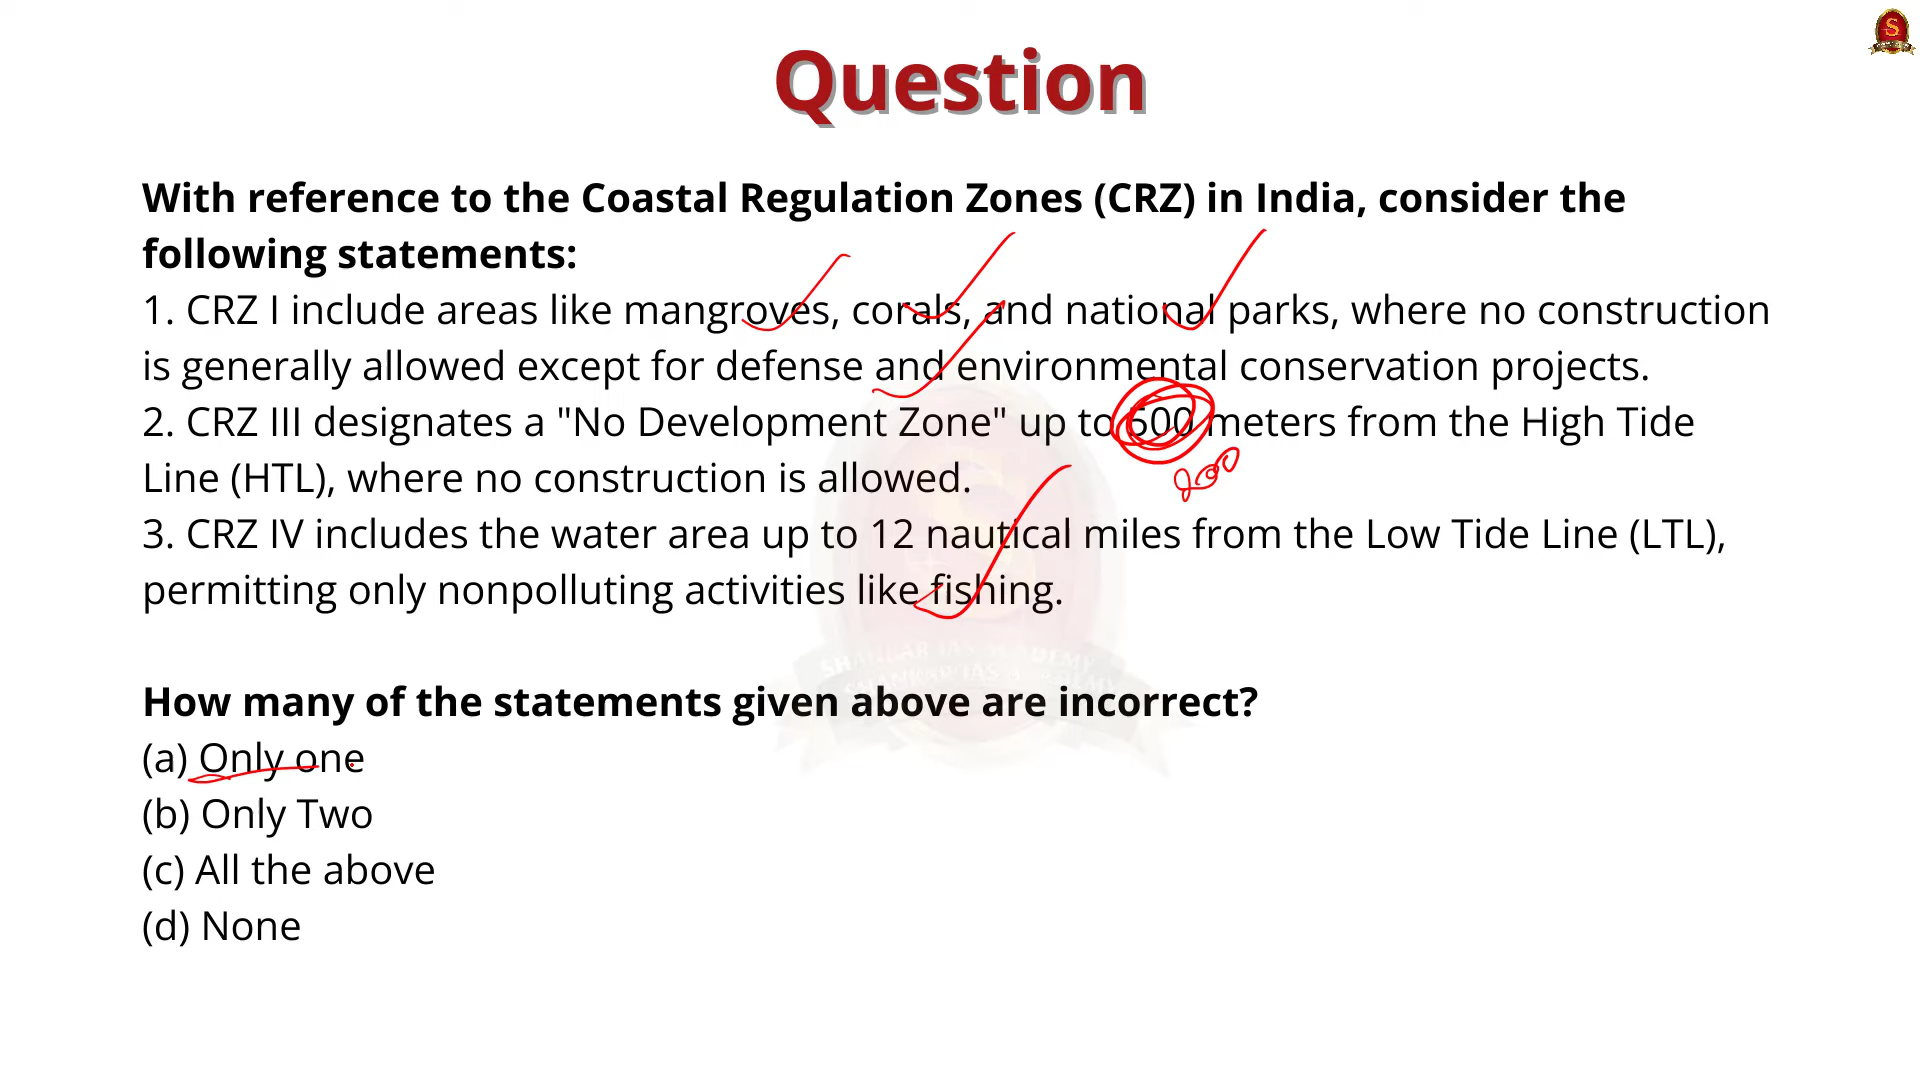 Question
With reference to the Coastal Regulation Zones (CRZ) in India, consider the
following statements:
1. CRZ I include areas like mangroves, corals, and national parks, where no construction
is generally allowed except for defense and environmental conservation projects.
2. CRZ III designates a "No Development Zone" up to 500 meters from the High Tide
200
Line (HTL), where no construction is allowed.
3. CRZ IV includes the water area up to 12 nautical miles from the Low Tide Line (LTL),
permitting only nonpolluting activities like fishing.
SHANKAR IAS ACADEMY
How many of the statements given above are incorrect?
(a) Only one
(b) Only Two
(c) All the above
(d) None